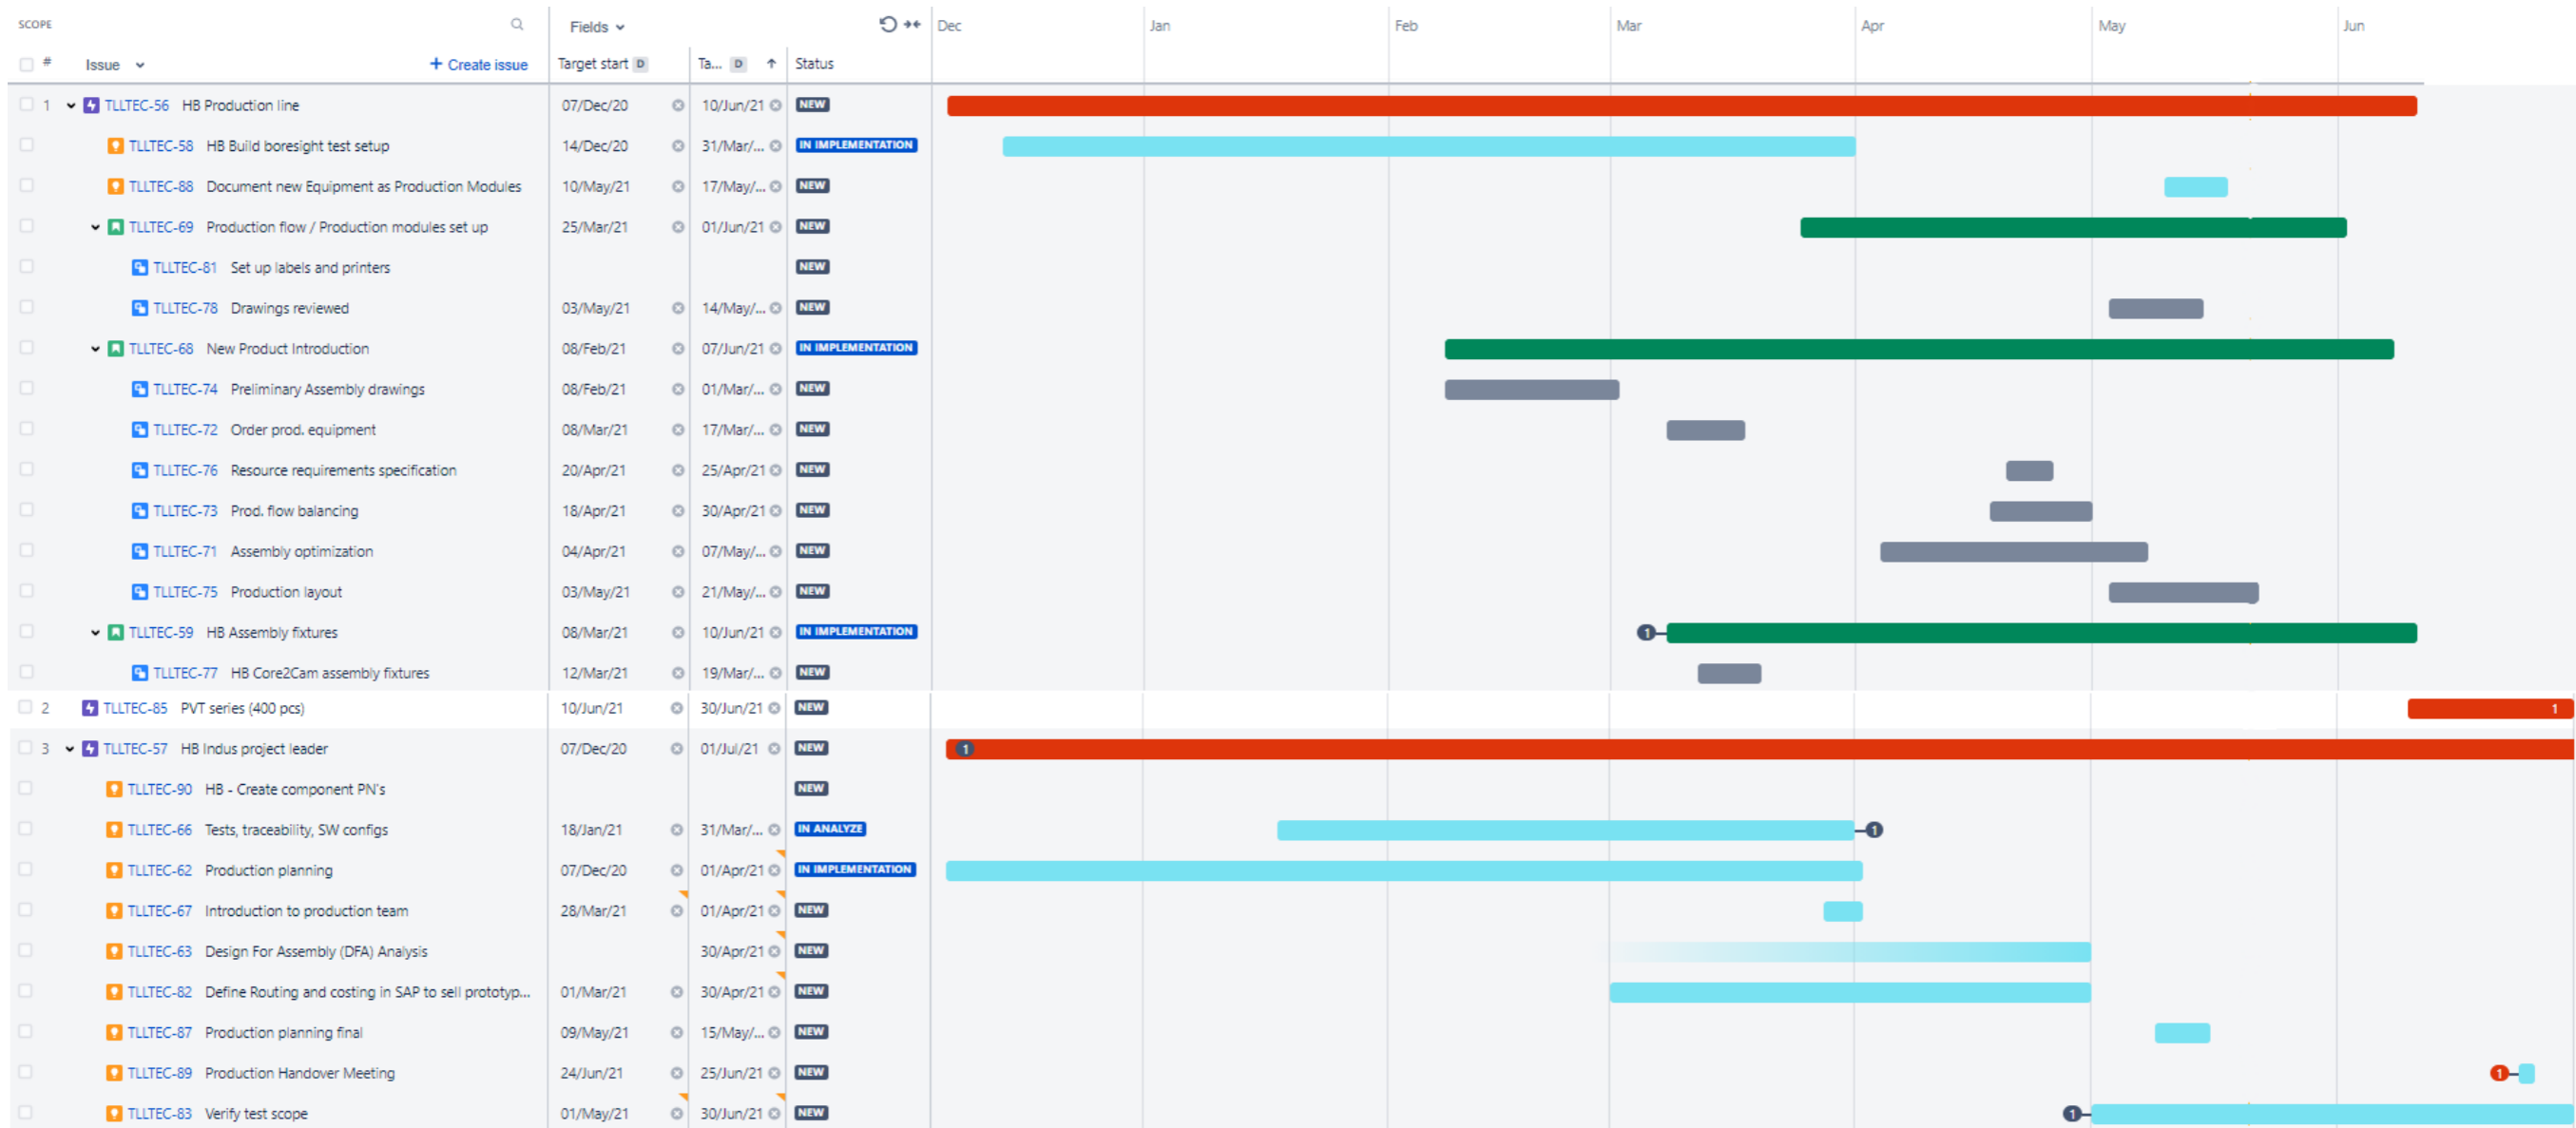 SCOPE Fields Dec Jan Feb Mar Apr May Jun
# Issue + Create issue Target start D Ta... D Status
1 TLLTEC-56 HB Production line 07/Dec/20 10/Jun/21 NEW
TLLTEC-58 HB Build boresight test setup 14/Dec/20 31/Mar/... IN IMPLEMENTATION
TLLTEC-88 Document new Equipment as Production Modules 10/May/21 17/May/... NEW
TLLTEC-69 Production flow / Production modules set up 25/Mar/21 01/Jun/21 NEW
TLLTEC-81 Set up labels and printers NEW
TLLTEC-78 Drawings reviewed 03/May/21 14/May/... NEW
TLLTEC-68 New Product Introduction 08/Feb/21 07/Jun/21 IN IMPLEMENTATION
TLLTEC-74 Preliminary Assembly drawings 08/Feb/21 01/Mar/... NEW
TLLTEC-72 Order prod. equipment 08/Mar/21 17/Mar/... NEW
TLLTEC-76 Resource requirements specification 20/Apr/21 25/Apr/21 NEW
TLLTEC-73 Prod. flow balancing 18/Apr/21 30/Apr/21 NEW
TLLTEC-71 Assembly optimization 04/Apr/21 07/May/... NEW
TLLTEC-75 Production layout 03/May/21 21/May/... NEW
TLLTEC-59 HB Assembly fixtures 08/Mar/21 10/Jun/21 IN IMPLEMENTATION 1
TLLTEC-77 HB Core2Cam assembly fixtures 12/Mar/21 19/Mar/... NEW
2 TLLTEC-85 PVT series (400 pcs) 10/Jun/21 30/Jun/21 NEW 1
3 TLLTEC-57 HB Indus project leader 07/Dec/20 01/Jul/21 NEW 1
TLLTEC-90 HB - Create component PN's NEW
TLLTEC-66 Tests, traceability, SW configs 18/Jan/21 31/Mar/... IN ANALYZE 1
TLLTEC-62 Production planning 07/Dec/20 01/Apr/21 IN IMPLEMENTATION
TLLTEC-67 Introduction to production team 28/Mar/21 01/Apr/21 NEW
TLLTEC-63 Design For Assembly (DFA) Analysis 30/Apr/21 NEW
TLLTEC-82 Define Routing and costing in SAP to sell prototyp... 01/Mar/21 30/Apr/21 NEW
TLLTEC-87 Production planning final 09/May/21 15/May/... NEW
TLLTEC-89 Production Handover Meeting 24/Jun/21 25/Jun/21 NEW 1
TLLTEC-83 Verify test scope 01/May/21 30/Jun/21 NEW 1